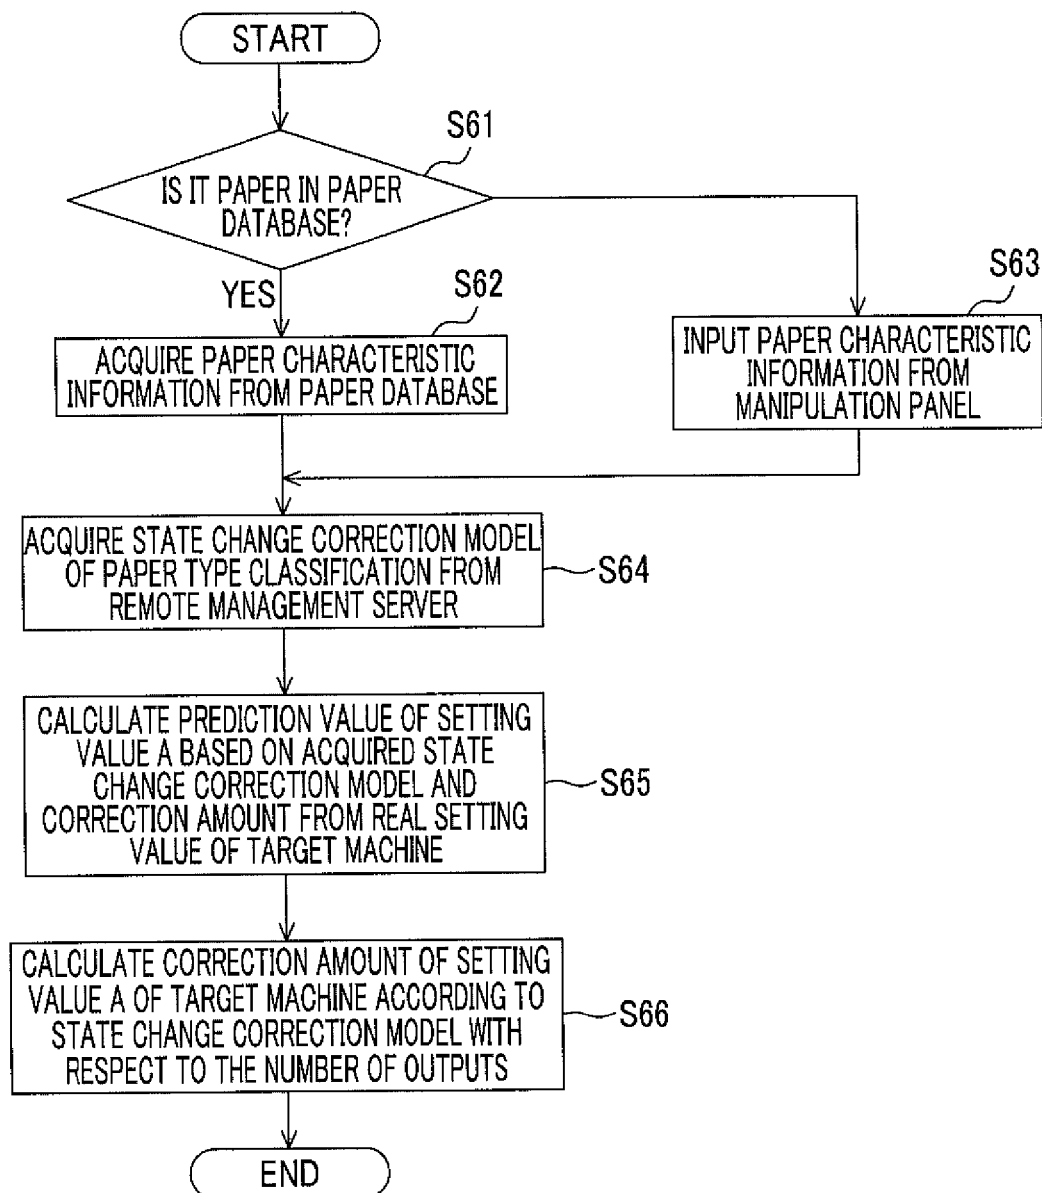 START
S61
IS IT PAPER IN PAPER
DATABASE?
YES
S62
ACQUIRE PAPER CHARACTERISTIC
INFORMATION FROM PAPER DATABASE
S63
INPUT PAPER CHARACTERISTIC
INFORMATION FROM
MANIPULATION PANEL
ACQUIRE STATE CHANGE CORRECTION MODEL
OF PAPER TYPE CLASSIFICATION FROM
REMOTE MANAGEMENT SERVER
S64
CALCULATE PREDICTION VALUE OF SETTING
VALUE A BASED ON ACQUIRED STATE
CHANGE CORRECTION MODEL AND
CORRECTION AMOUNT FROM REAL SETTING
VALUE OF TARGET MACHINE
S65
CALCULATE CORRECTION AMOUNT OF SETTING
VALUE A OF TARGET MACHINE ACCORDING TO
STATE CHANGE CORRECTION MODEL WITH
RESPECT TO THE NUMBER OF OUTPUTS
S66
END